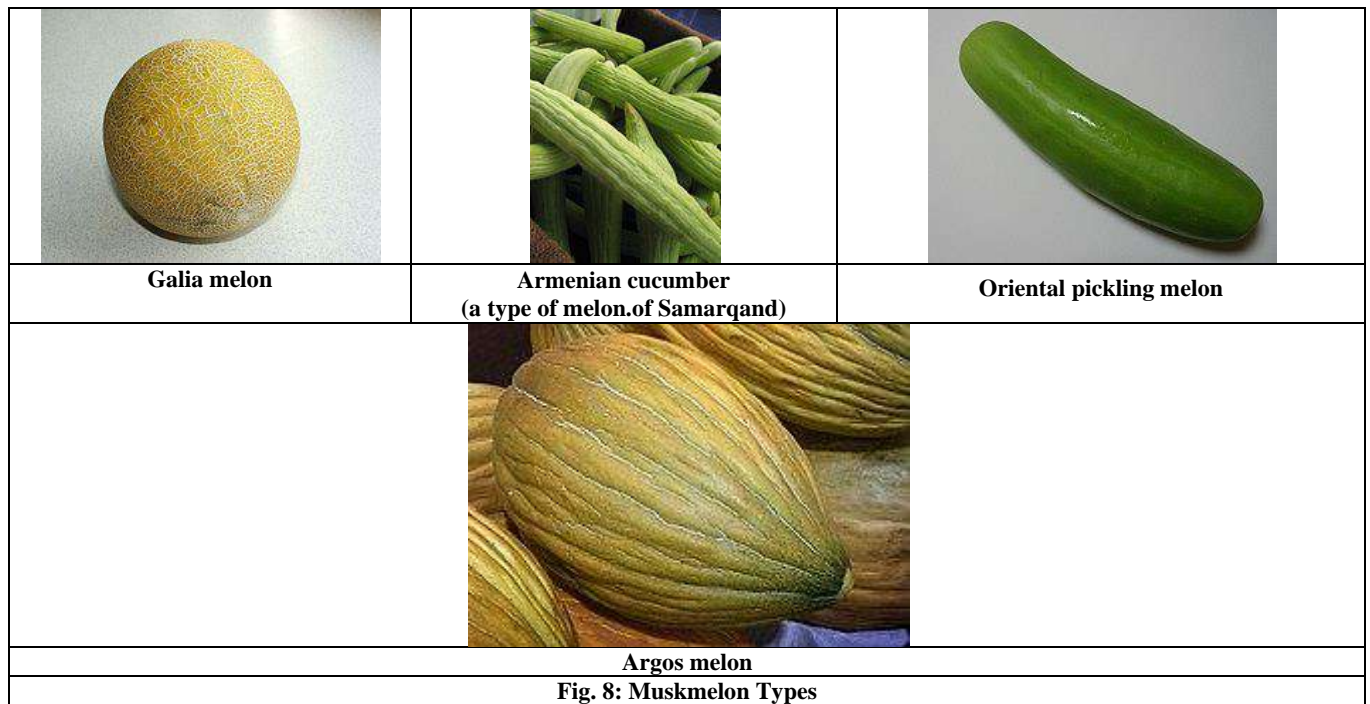 Galia melon
Armenian cucumber
(a type of melon.of Samarqand)
Oriental pickling melon
Argos melon
Fig. 8: Muskmelon Types